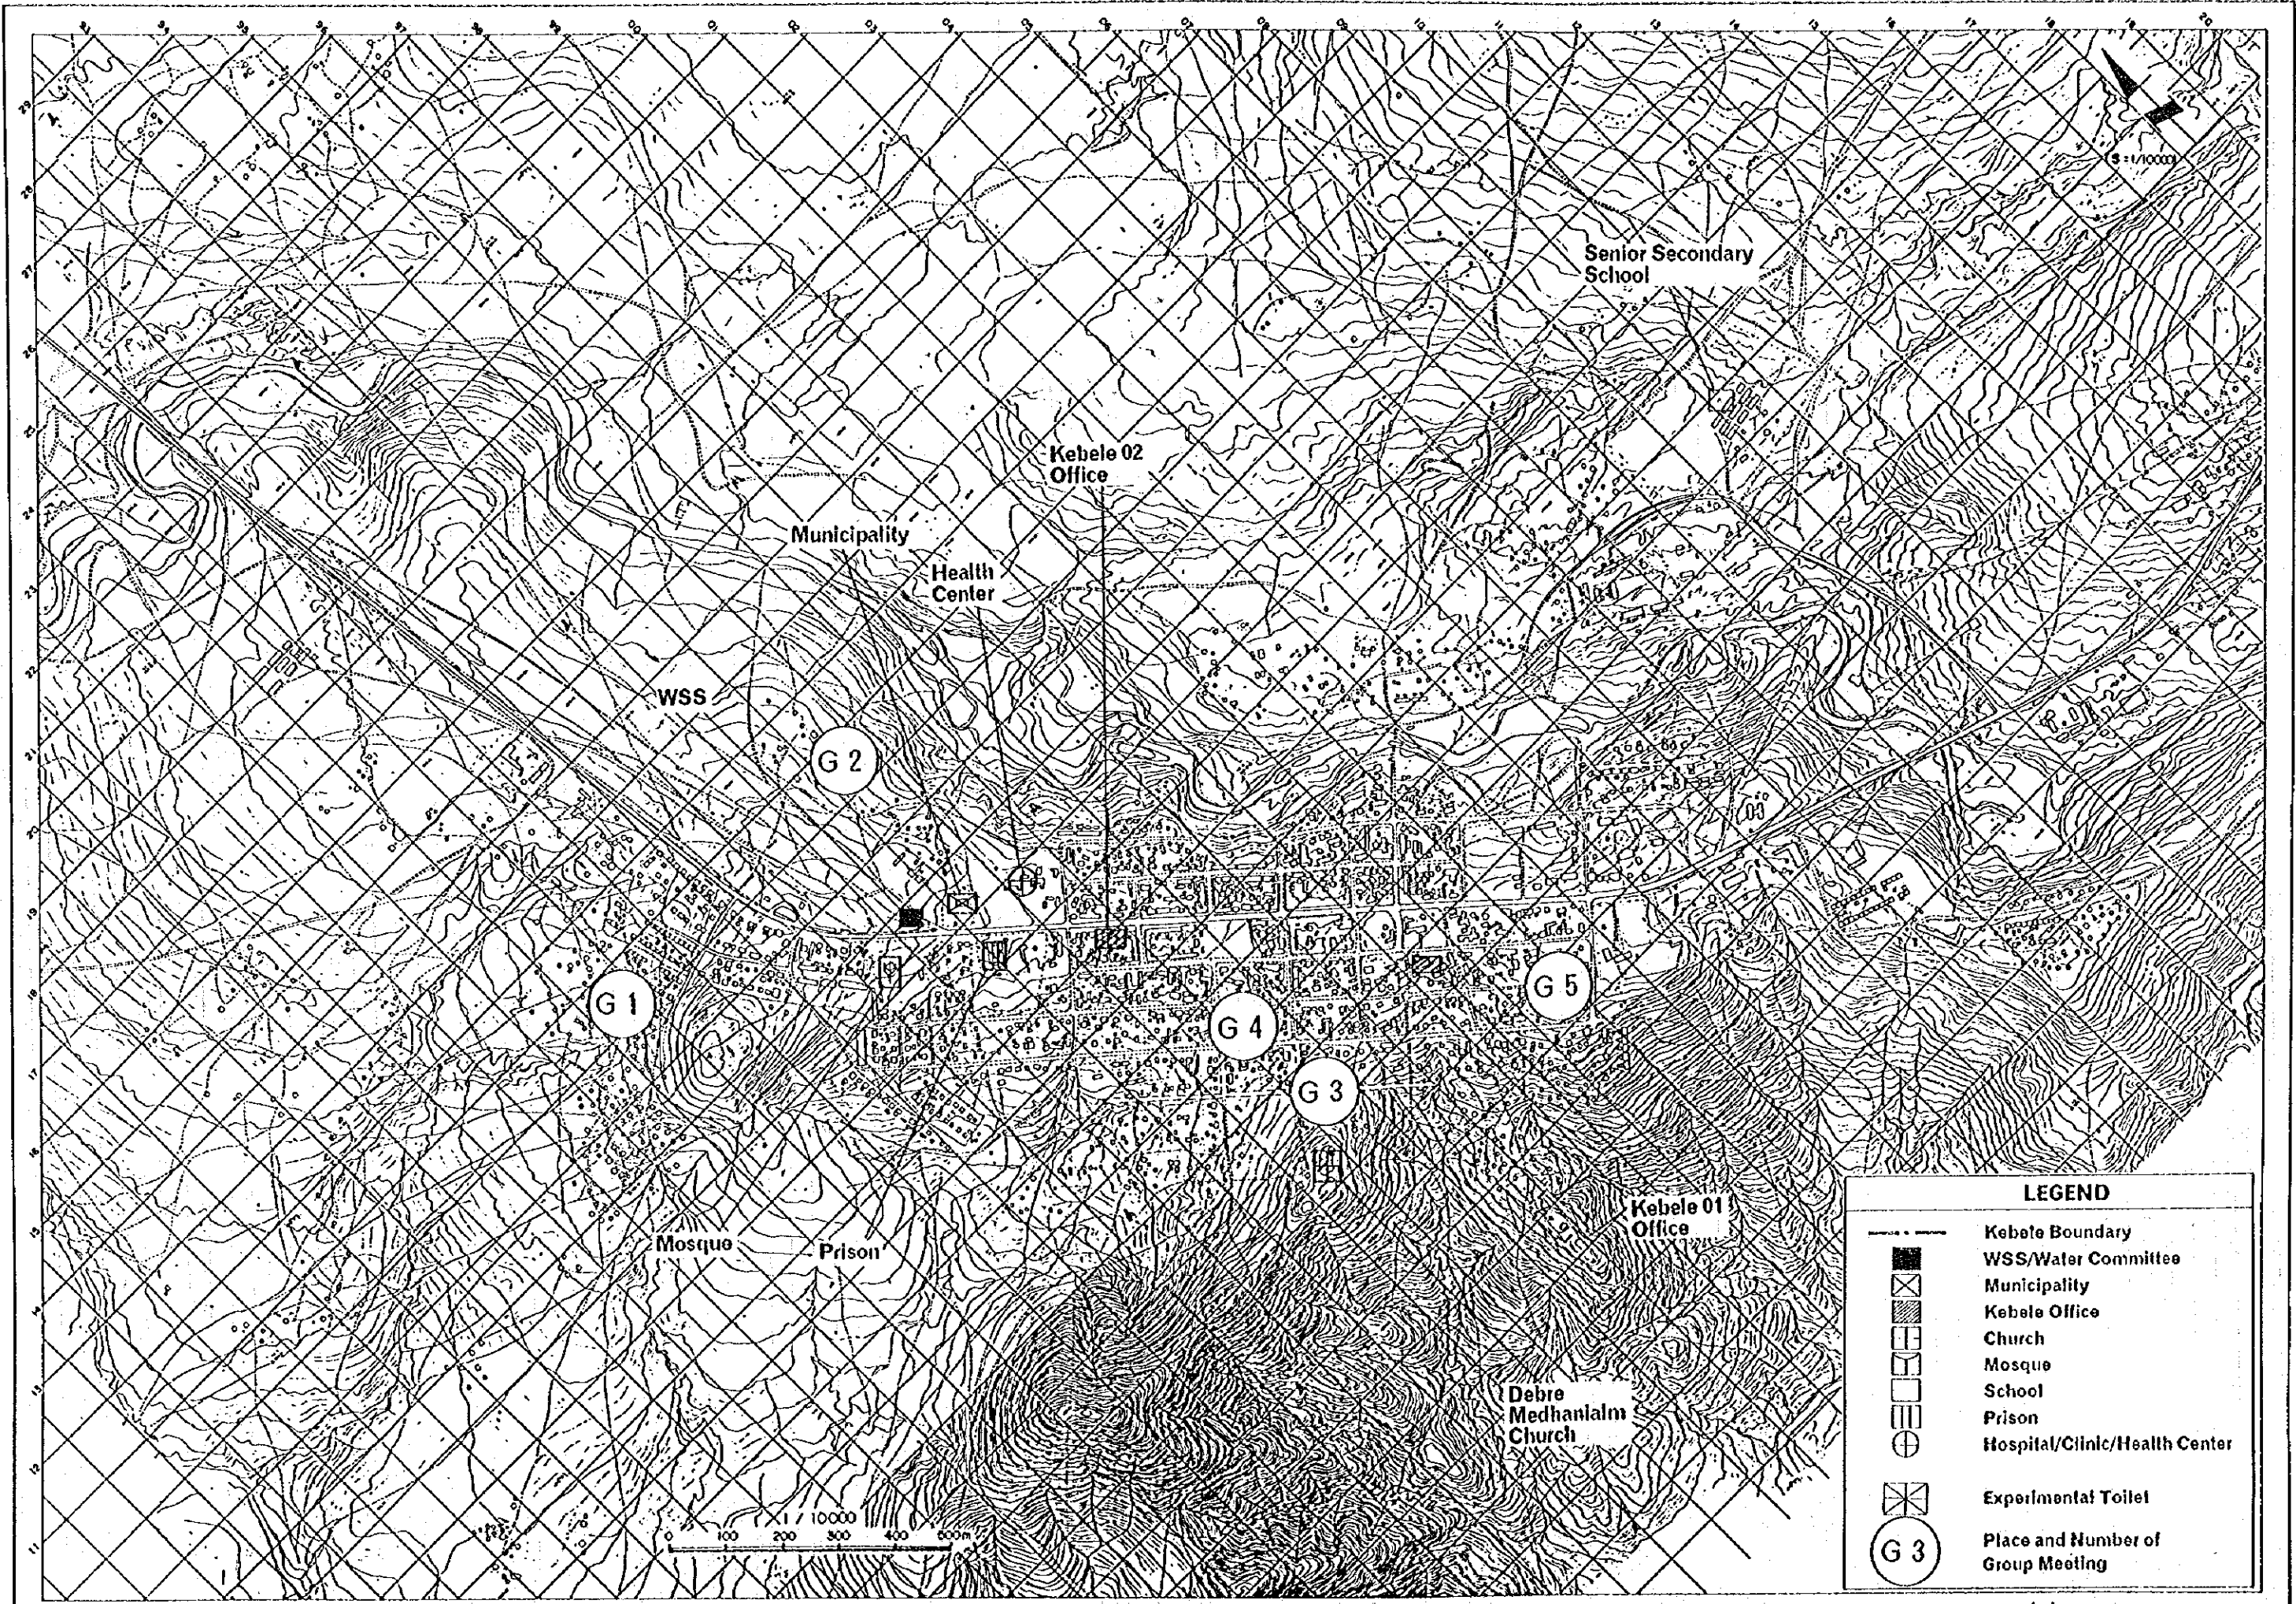 S = 1/10000
Senior Secondary
School
Kebele 02
Office
Municipality
Health
Center
WSS
G 2
G 1
G 5
G 4
G 3
Kebele 01
Office
Mosque
Prison
Debre
Medhanialm
Church
1 / 10000
0 100 200 300 400 500m
LEGEND
Kebele Boundary
WSS/Water Committee
Municipality
Kebele Office
Church
Mosque
School
Prison
Hospital/Clinic/Health Center
Experimental Toilet
G 3
Place and Number of
Group Meeting